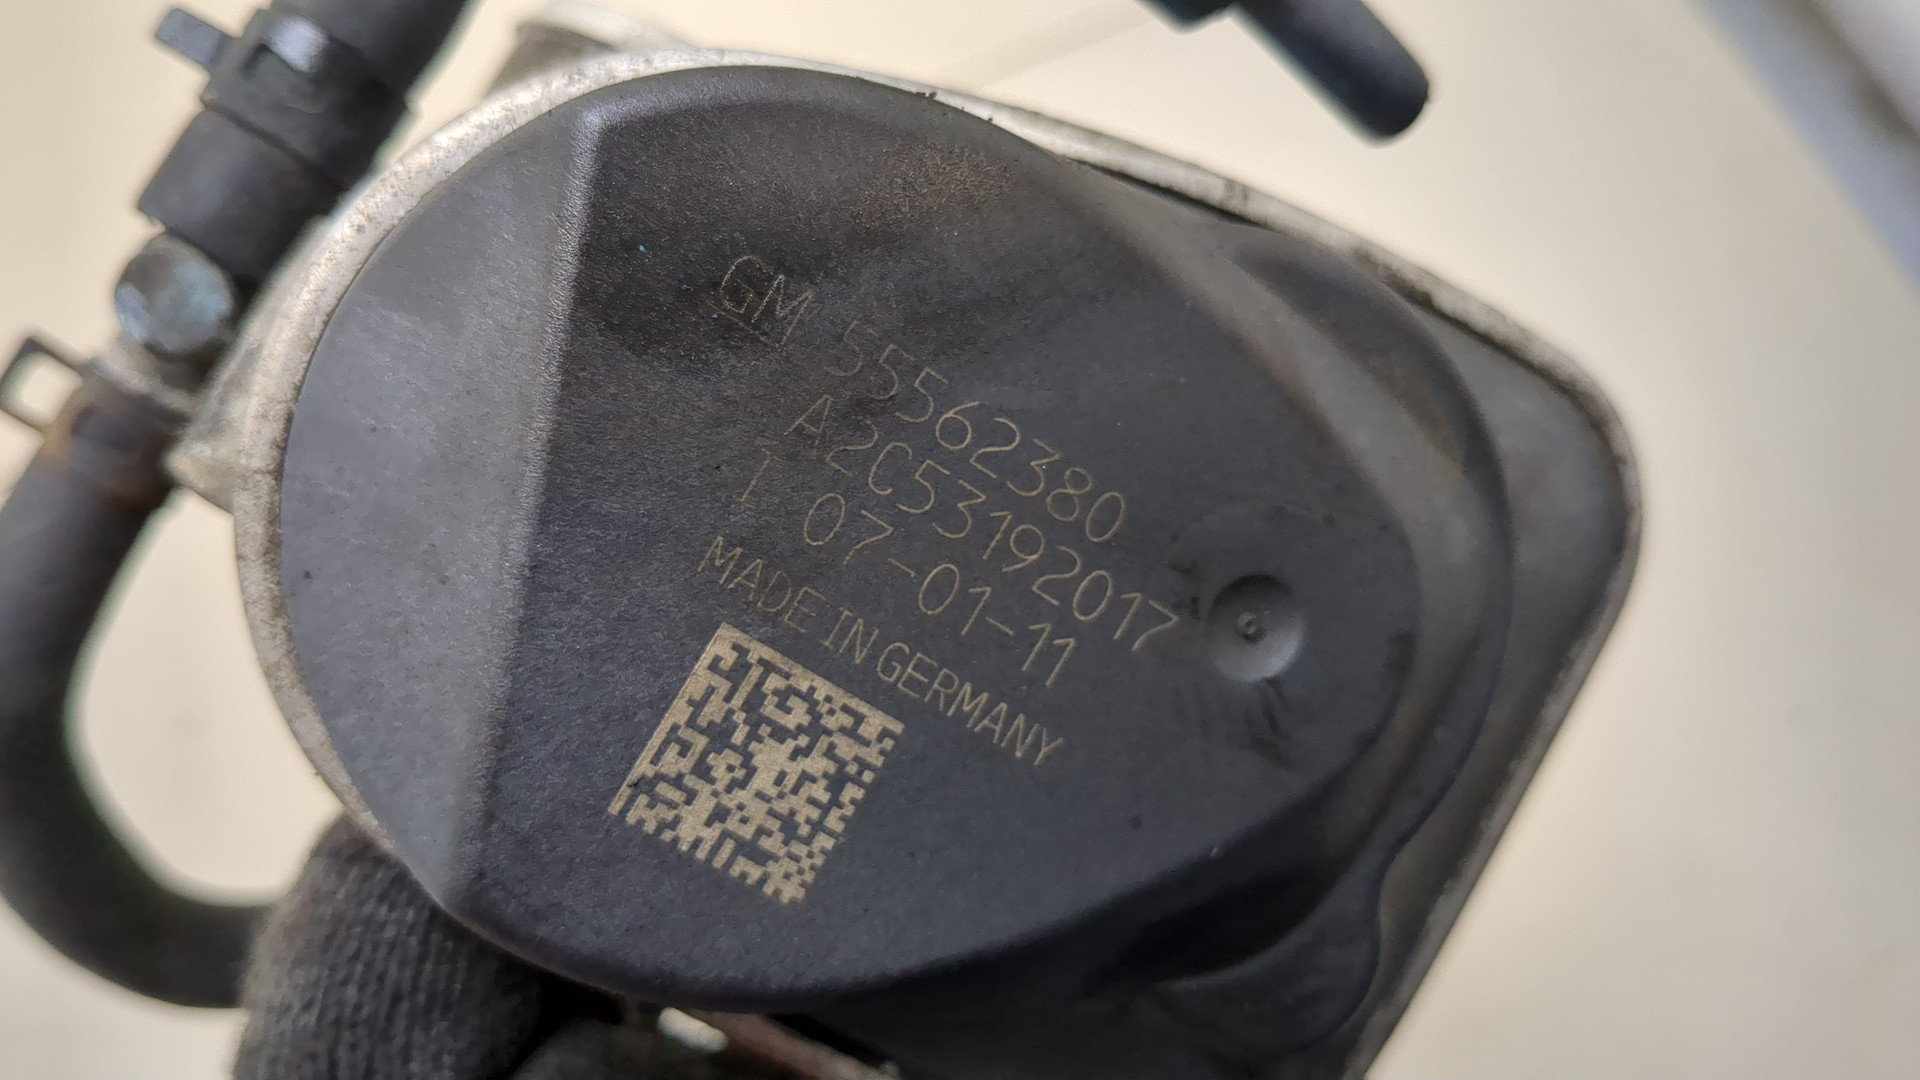 GM 55562380
A2C53192017
T 07-01-11
MADE IN GERMANY